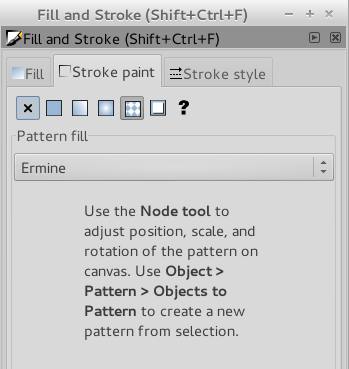 Fill and Stroke (Shift+Ctrl+F)
Fill and Stroke (Shift+Ctrl+F)
Fill Stroke paint Stroke style
?
Pattern fill
Ermine
Use the Node tool to
adjust position, scale, and
rotation of the pattern on
canvas. Use Object >
Pattern > Objects to
Pattern to create a new
pattern from selection.